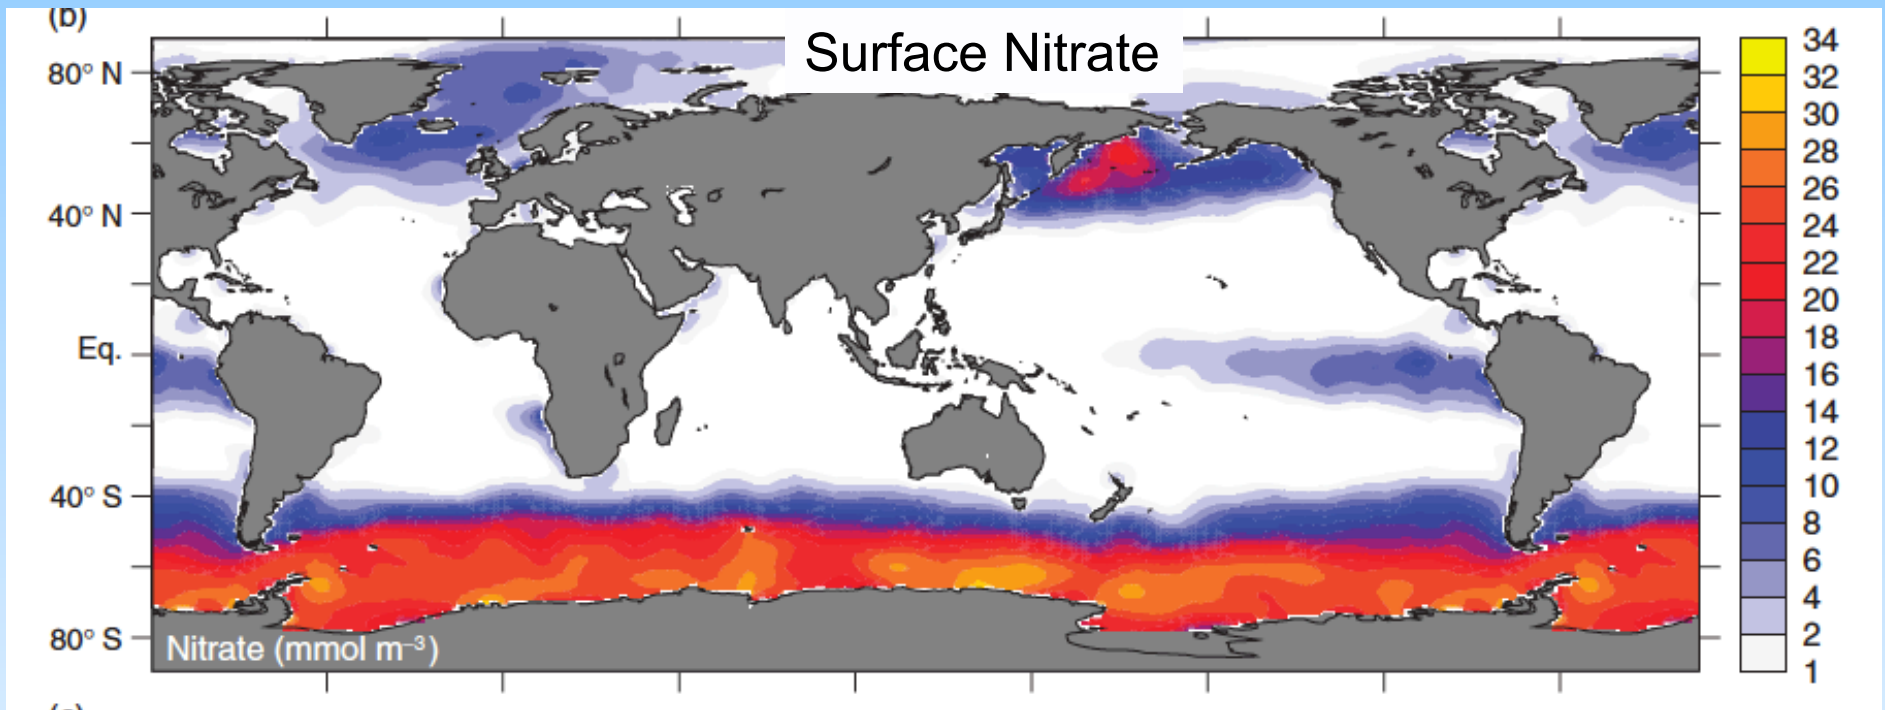 (b)
Surface Nitrate
80° N
40° N
Eq.
40° S
80° S
Nitrate (mmol m⁻³)
34
32
30
28
26
24
22
20
18
16
14
12
10
8
6
4
2
1